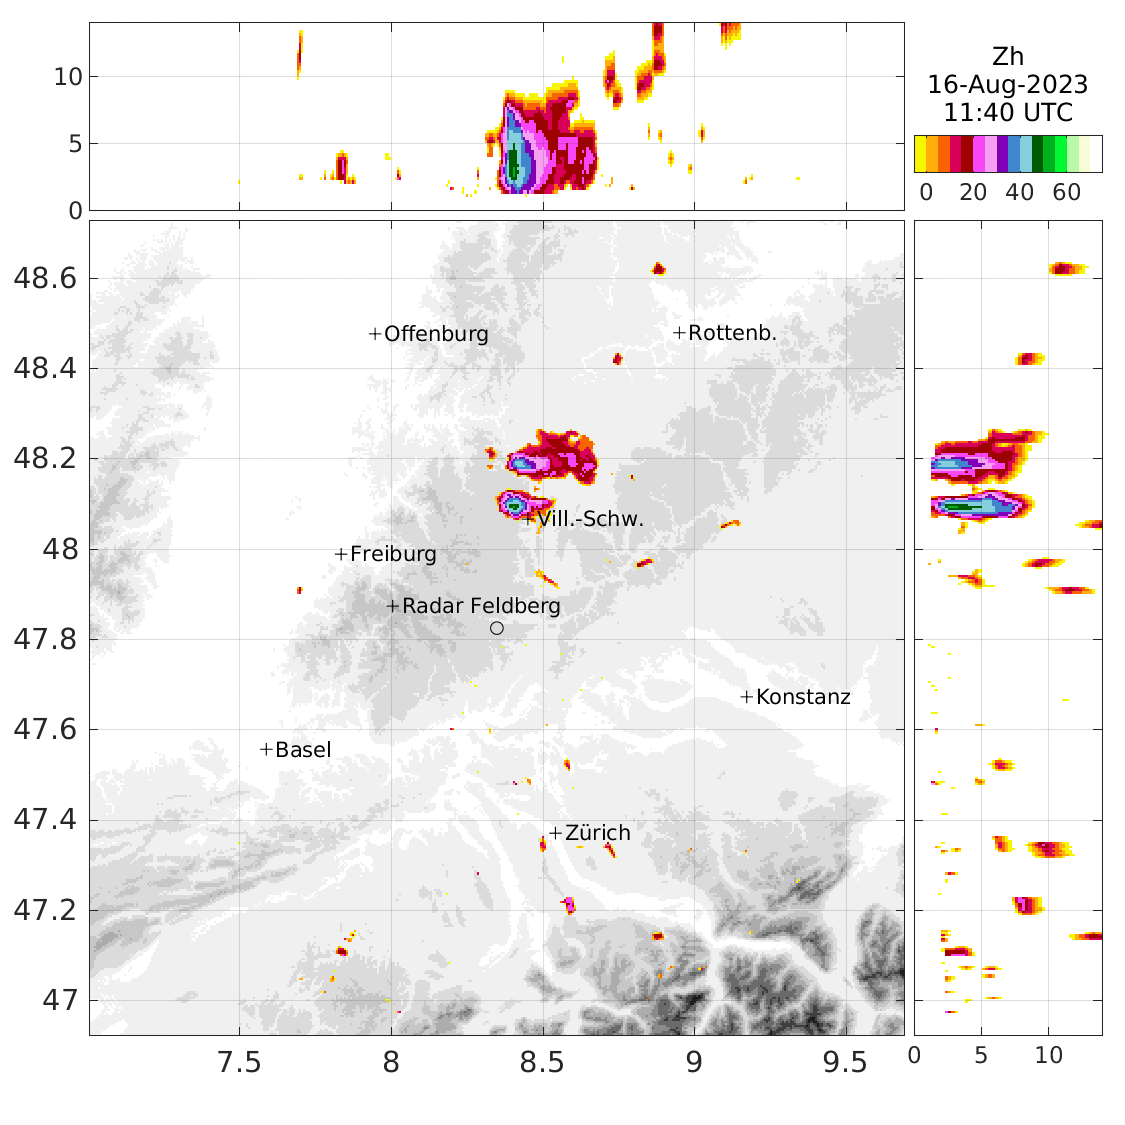 10
5
0
Zh
16-Aug-2023
11:40 UTC
0 20 40 60
48.6
48.4
48.2
48
47.8
47.6
47.4
47.2
47
+Offenburg
+Rottenb.
+Vill.-Schw.
+Freiburg
+Radar Feldberg
+Konstanz
+Basel
+Zürich
7.5 8 8.5 9 9.5
0 5 10